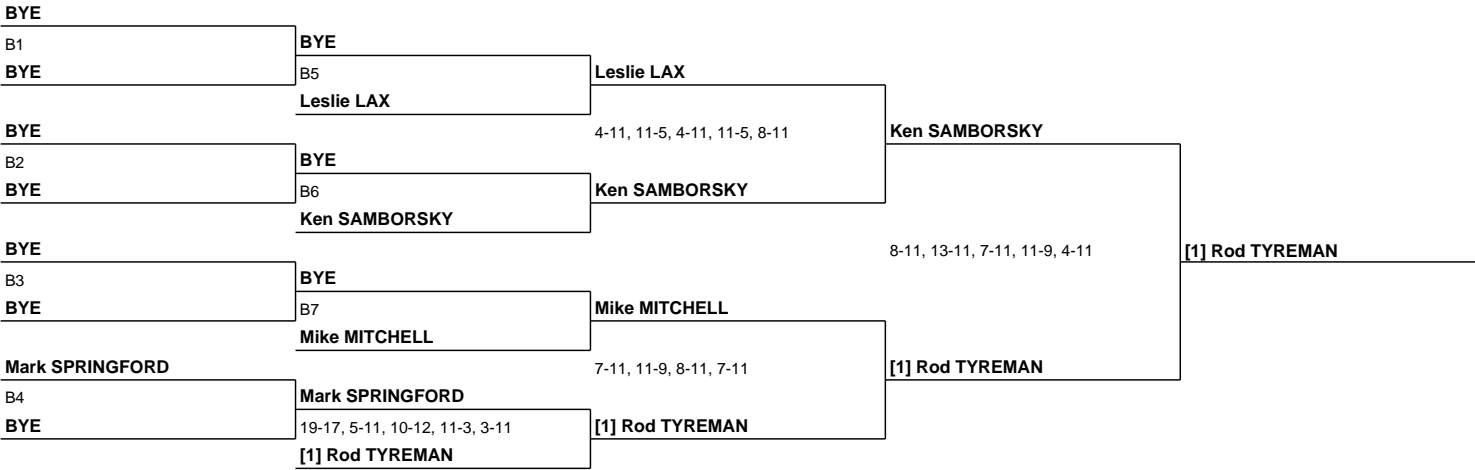 BYE
B1
BYE
BYE
B5
Leslie LAX
Leslie LAX
BYE
B2
BYE
BYE
B6
Ken SAMBORSKY
Ken SAMBORSKY
4-11, 11-5, 4-11, 11-5, 8-11
Ken SAMBORSKY
BYE
B3
BYE
BYE
B7
Mike MITCHELL
Mike MITCHELL
Mark SPRINGFORD
B4
BYE
Mark SPRINGFORD
19-17, 5-11, 10-12, 11-3, 3-11
[1] Rod TYREMAN
[1] Rod TYREMAN
7-11, 11-9, 8-11, 7-11
[1] Rod TYREMAN
8-11, 13-11, 7-11, 11-9, 4-11
[1] Rod TYREMAN